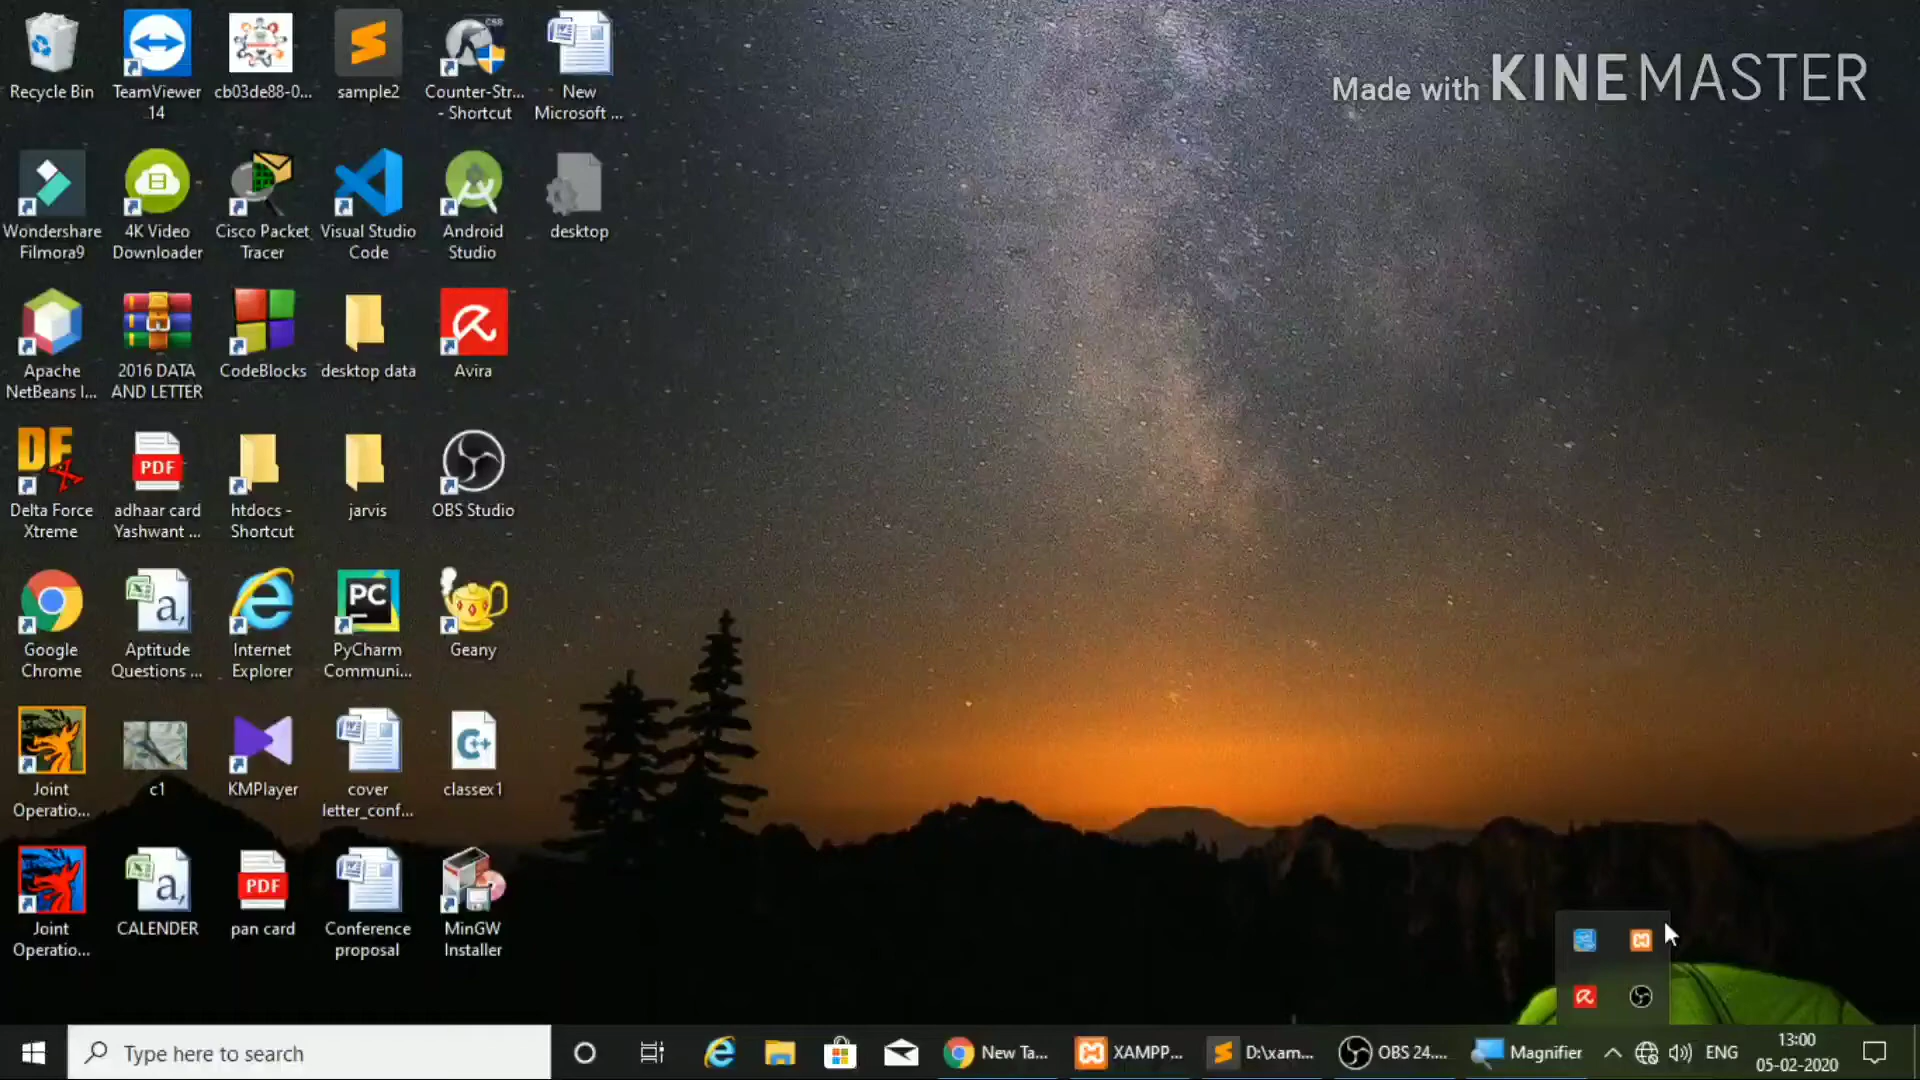 Made with KINEMASTER
Recycle Bin
TeamViewer
14
cb03de88-0...
sample2
CSS
Counter-Str...
- Shortcut
New
Microsoft ...
Wondershare
Filmora9
4K Video
Downloader
Cisco Packet
Tracer
Visual Studio
Code
Android
Studio
desktop
Apache
NetBeans I...
2016 DATA
AND LETTER
CodeBlocks
desktop data
Avira
DF
X
Delta Force
Xtreme
PDF
adhaar card
Yashwant ...
htdocs -
Shortcut
jarvis
OBS Studio
Google
Chrome
a,
Aptitude
Questions ...
Internet
Explorer
PC
PyCharm
Communi...
Geany
Joint
Operatio...
c1
KMPlayer
cover
letter_conf...
C+
classex1
Joint
Operatio...
a,
CALENDER
PDF
pan card
Conference
proposal
MinGW
Installer
Type here to search
New Ta...
XAMPP...
D:\xam...
OBS 24....
Magnifier
ENG
13:00
05-02-2020